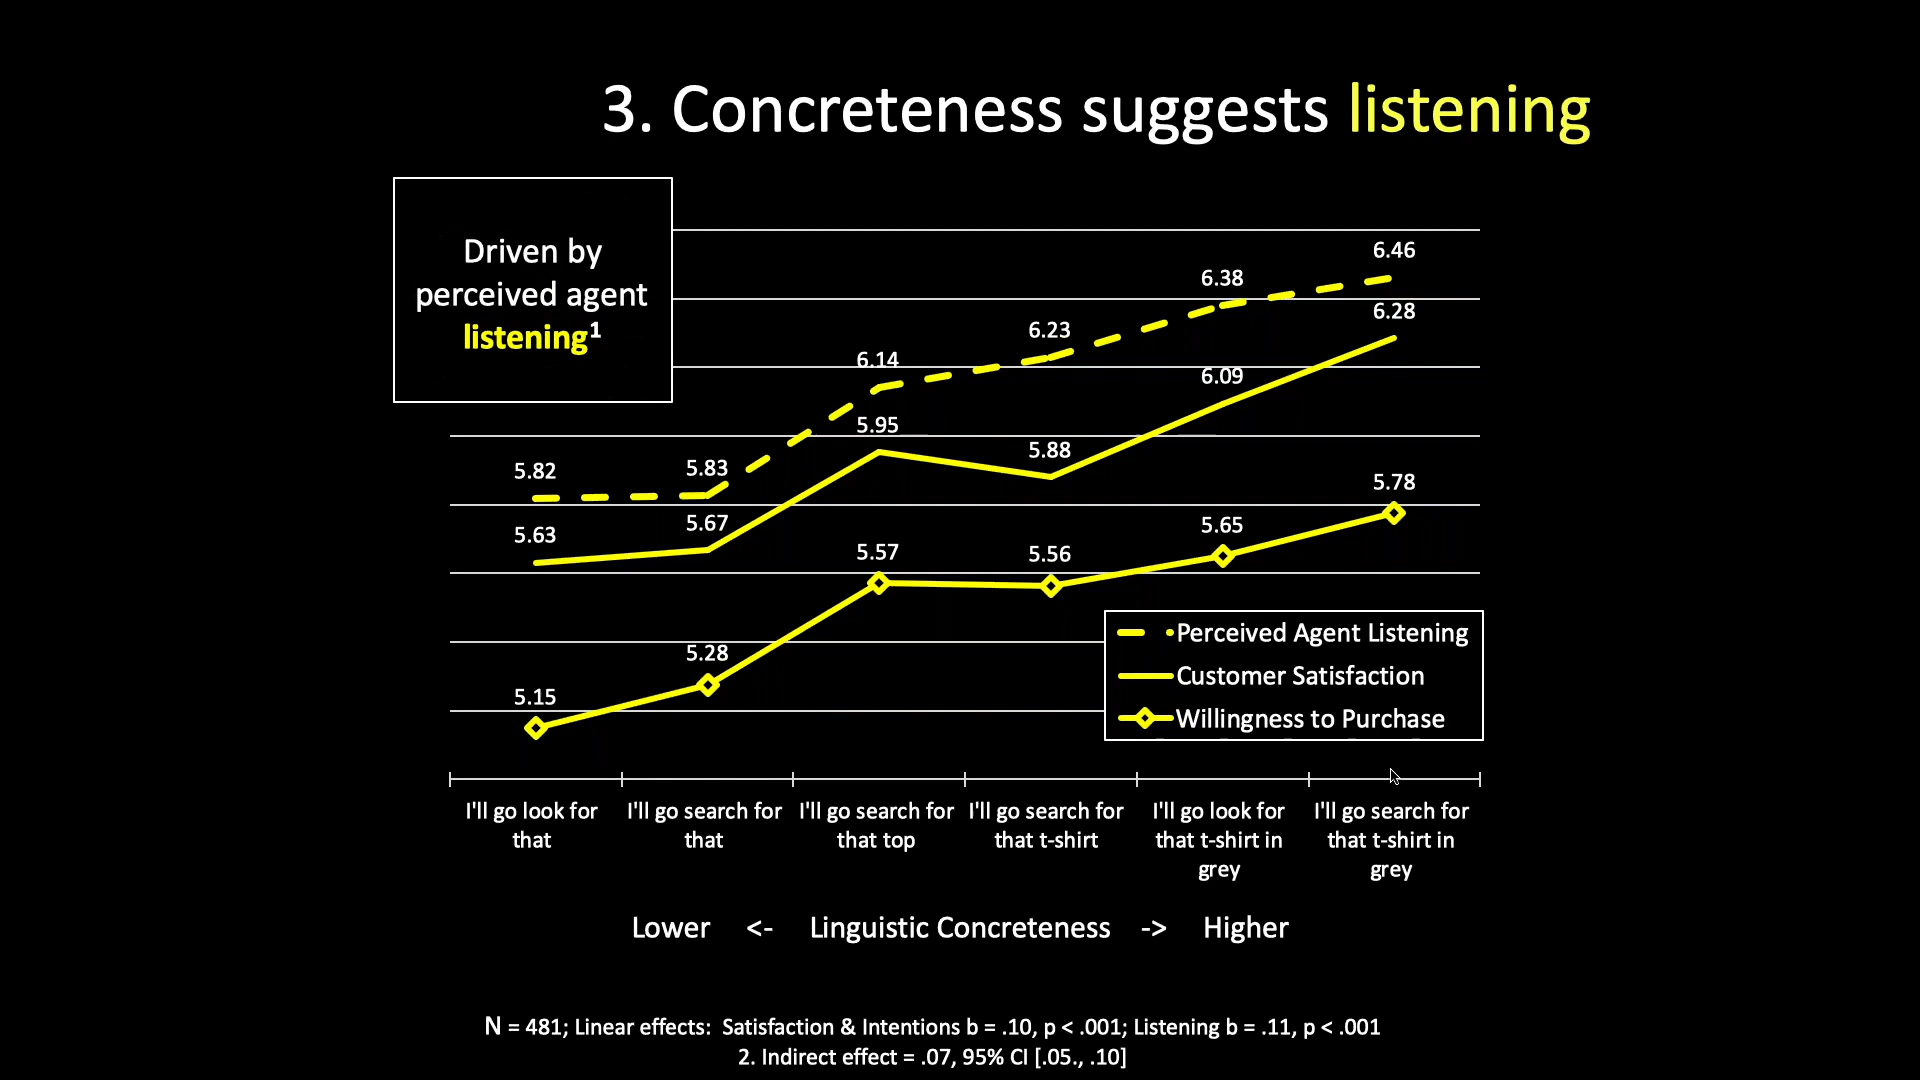 3. Concreteness suggests listening
Driven by
perceived agent
listening¹
6.46
6.38
6.28
6.23
6.14
6.09
5.95
5.88
5.82
5.83
5.78
5.67
5.63
5.65
5.57
5.56
5.28
5.15
Perceived Agent Listening
Customer Satisfaction
Willingness to Purchase
I'll go look for
that
I'll go search for
that
I'll go search for
that top
I'll go search for
that t-shirt
I'll go look for
that t-shirt in
grey
I'll go search for
that t-shirt in
grey
Lower <- Linguistic Concreteness -> Higher
N = 481; Linear effects: Satisfaction & Intentions b = .10, p < .001; Listening b = .11, p < .001
2. Indirect effect = .07, 95% CI [.05., .10]